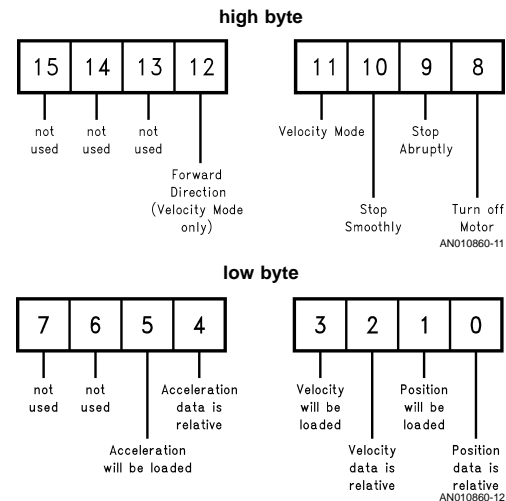 high byte
15 14 13 12 11 10 9 8
not used
not used
not used
Forward Direction (Velocity Mode only)
Velocity Mode
Stop Smoothly
Stop Abruptly
Turn off Motor
AN010860-11
low byte
7 6 5 4 3 2 1 0
not used
not used
Acceleration will be loaded
Acceleration data is relative
Velocity will be loaded
Velocity data is relative
Position will be loaded
Position data is relative
AN010860-12